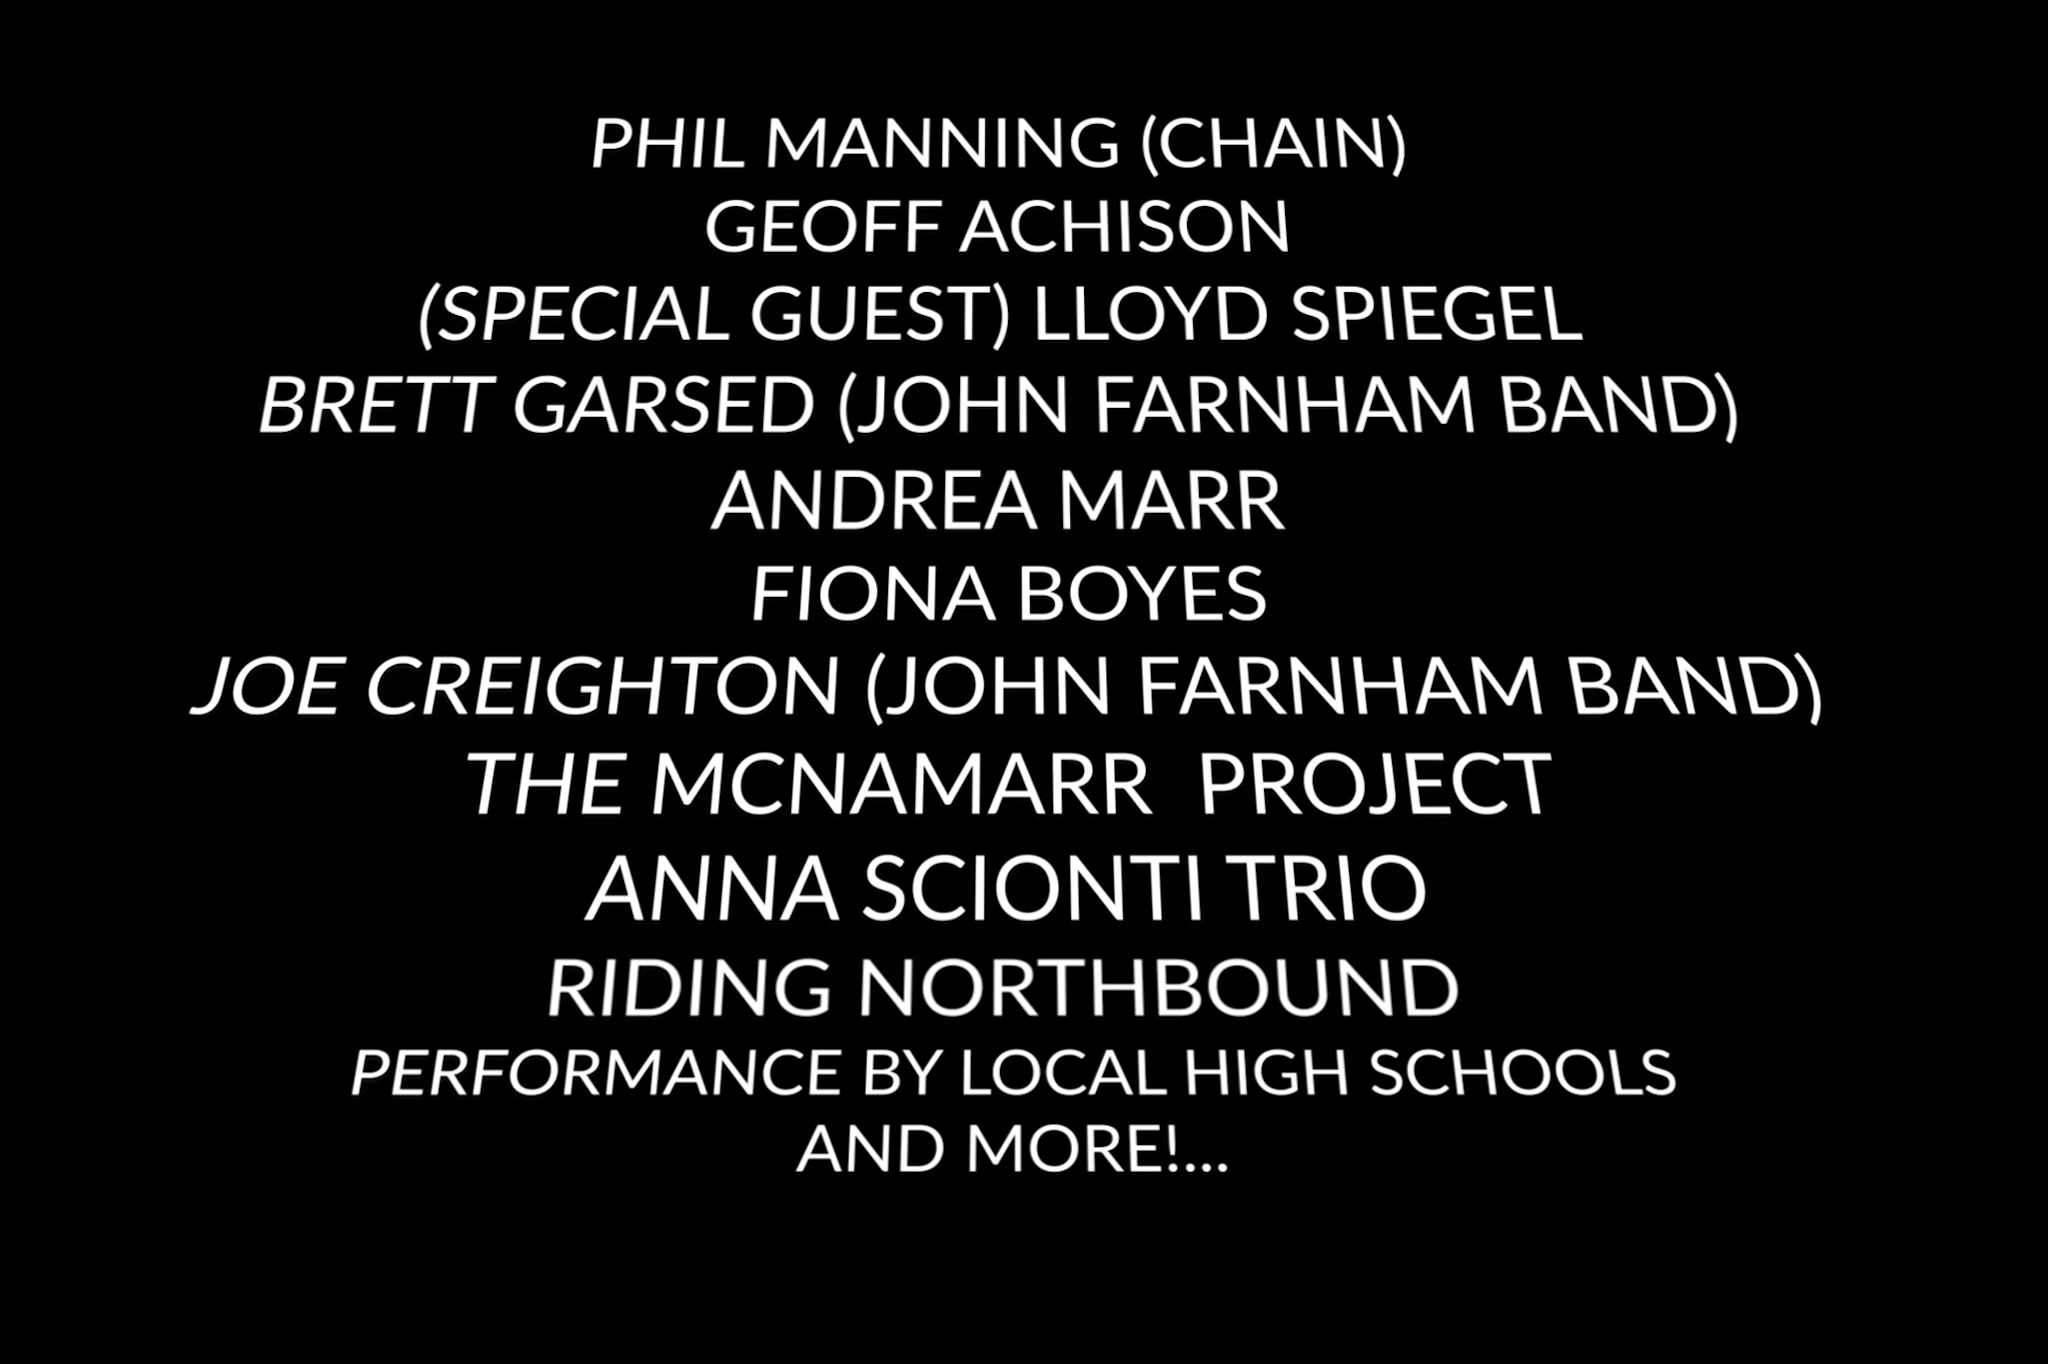 PHIL MANNING (CHAIN)
GEOFF ACHISON
(SPECIAL GUEST) LLOYD SPIEGEL
BRETT GARSED (JOHN FARNHAM BAND)
ANDREA MARR
FIONA BOYES
JOE CREIGHTON (JOHN FARNHAM BAND)
THE MCNAMARR PROJECT
ANNA SCIONTI TRIO
RIDING NORTHBOUND
PERFORMANCE BY LOCAL HIGH SCHOOLS
AND MORE!...